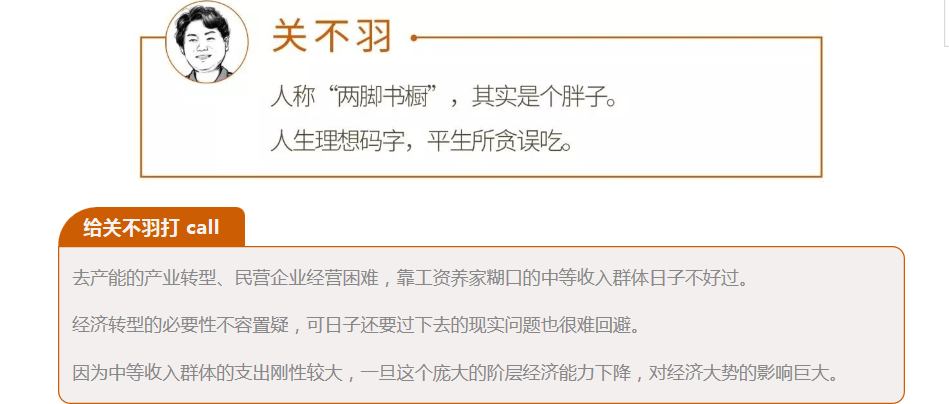 关不羽
人称“两脚书橱”，其实是个胖子。
人生理想码字，平生所贪误吃。
给关不羽打 call
去产能的产业转型、民营企业经营困难，靠工资养家糊口的中等收入群体日子不好过。
经济转型的必要性不容置疑，可日子还要过下去的现实问题也很难回避。
因为中等收入群体的支出刚性较大，一旦这个庞大的阶层经济能力下降，对经济大势的影响巨大。